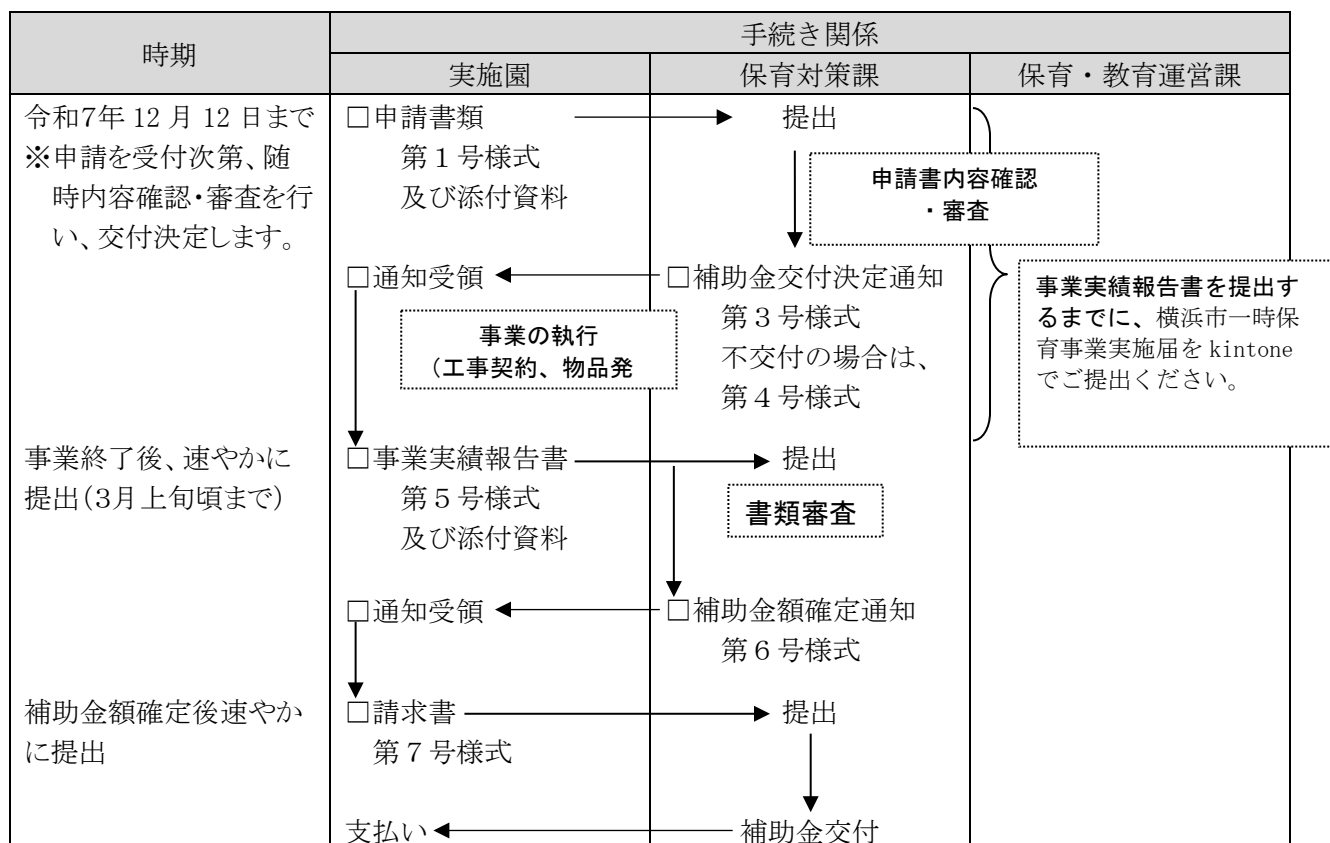 時期
手続き関係
実施園
保育対策課
保育・教育運営課
令和7年 12 月 12 日まで
※申請を受付次第、随
時内容確認・審査を行
い、交付決定します。
□申請書類
第１号様式
及び添付資料
提出
申請書内容確認
・審査
□通知受領
□補助金交付決定通知
第３号様式
不交付の場合は、
第４号様式
事業の執行
（工事契約、物品発
事業実績報告書を提出す
るまでに、横浜市一時保
育事業実施届を kintone
でご提出ください。
事業終了後、速やかに
提出（３月上旬頃まで）
□事業実績報告書
第５号様式
及び添付資料
提出
書類審査
□通知受領
□補助金額確定通知
第６号様式
補助金額確定後速やか
に提出
□請求書
第７号様式
提出
支払い
補助金交付